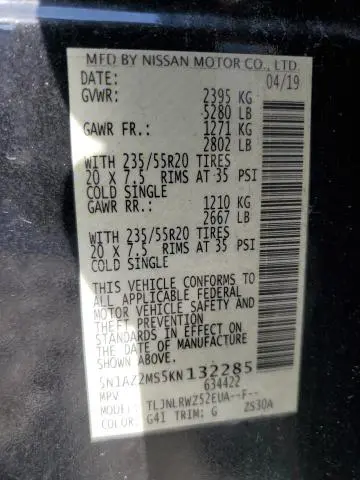 MFD BY NISSAN MOTOR CO., LTD.
DATE: 04/19
GVWR: 2395 KG
5280 LB
GAWR FR.: 1271 KG
2802 LB
WITH 235/55R20 TIRES
20 X 7.5 RIMS AT 35 PSI
COLD SINGLE
GAWR RR.: 1210 KG
2667 LB
WITH 235/55R20 TIRES
20 X 7.5 RIMS AT 35 PSI
COLD SINGLE
THIS VEHICLE CONFORMS TO
ALL APPLICABLE FEDERAL
MOTOR VEHICLE SAFETY AND
STANDARDS IN EFFECT ON THE
DATE OF MANUFACTURE SHOWN
ABOVE.
5N1AZ2MS5KN132285
MPV 634422
MODEL: TLJNLRWZ52EUA--F--
COLOR: G41 TRIM: G ZS30A